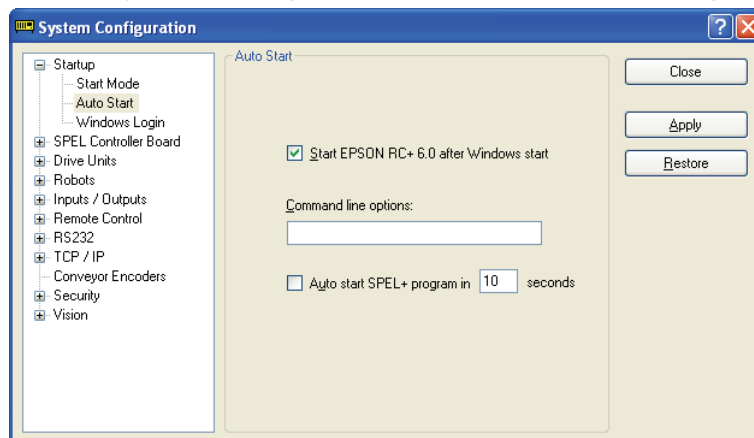 System Configuration
Startup
Start Mode
Auto Start
Windows Login
SPEL Controller Board
Drive Units
Robots
Inputs / Outputs
Remote Control
RS232
TCP / IP
Conveyor Encoders
Security
Vision
Auto Start
Start EPSON RC+ 6.0 after Windows start
Command line options:
Auto start SPEL+ program in 10 seconds
Close
Apply
Restore